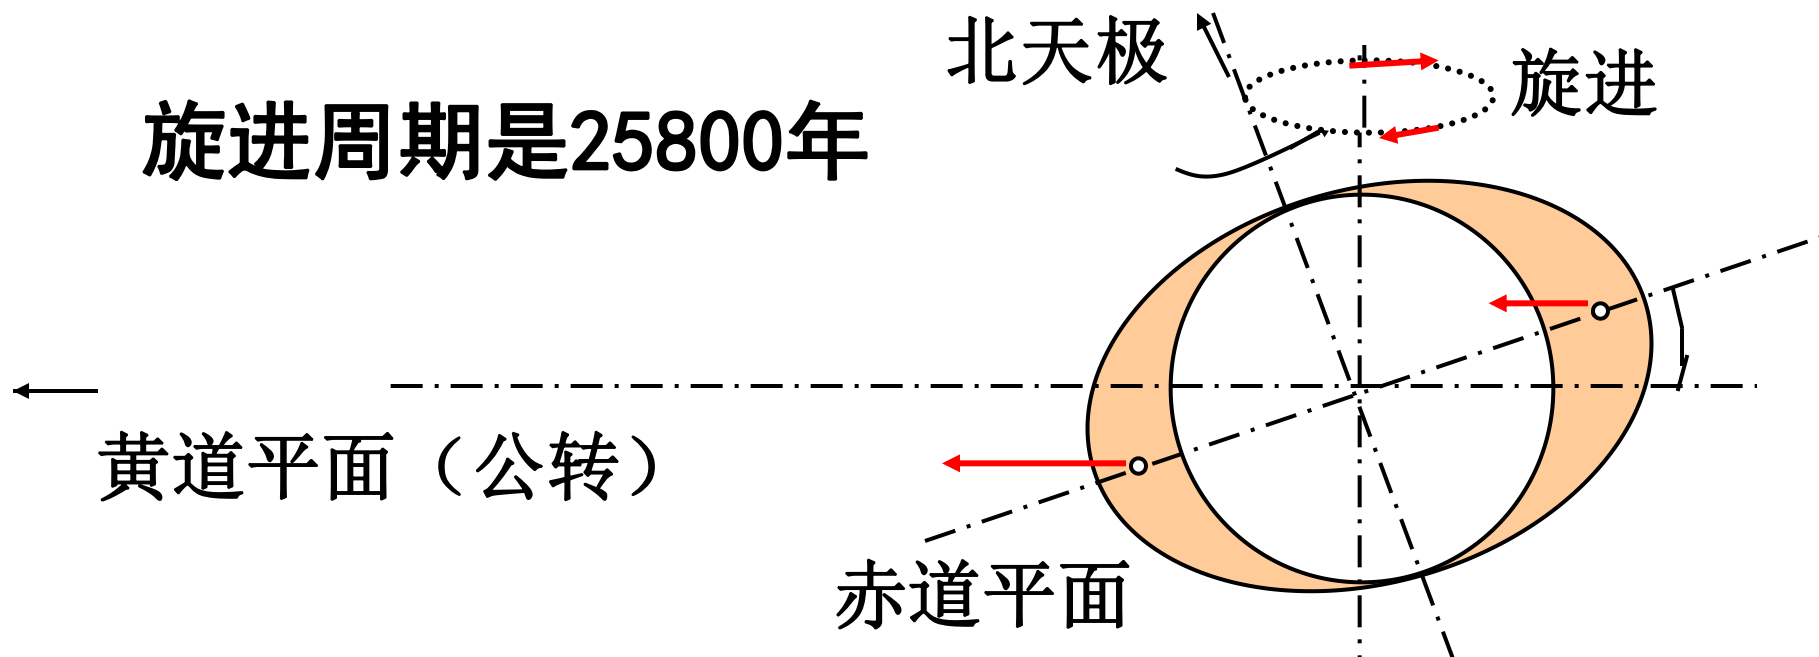 北天极
旋进
旋进周期是25800年
黄道平面（公转）
赤道平面